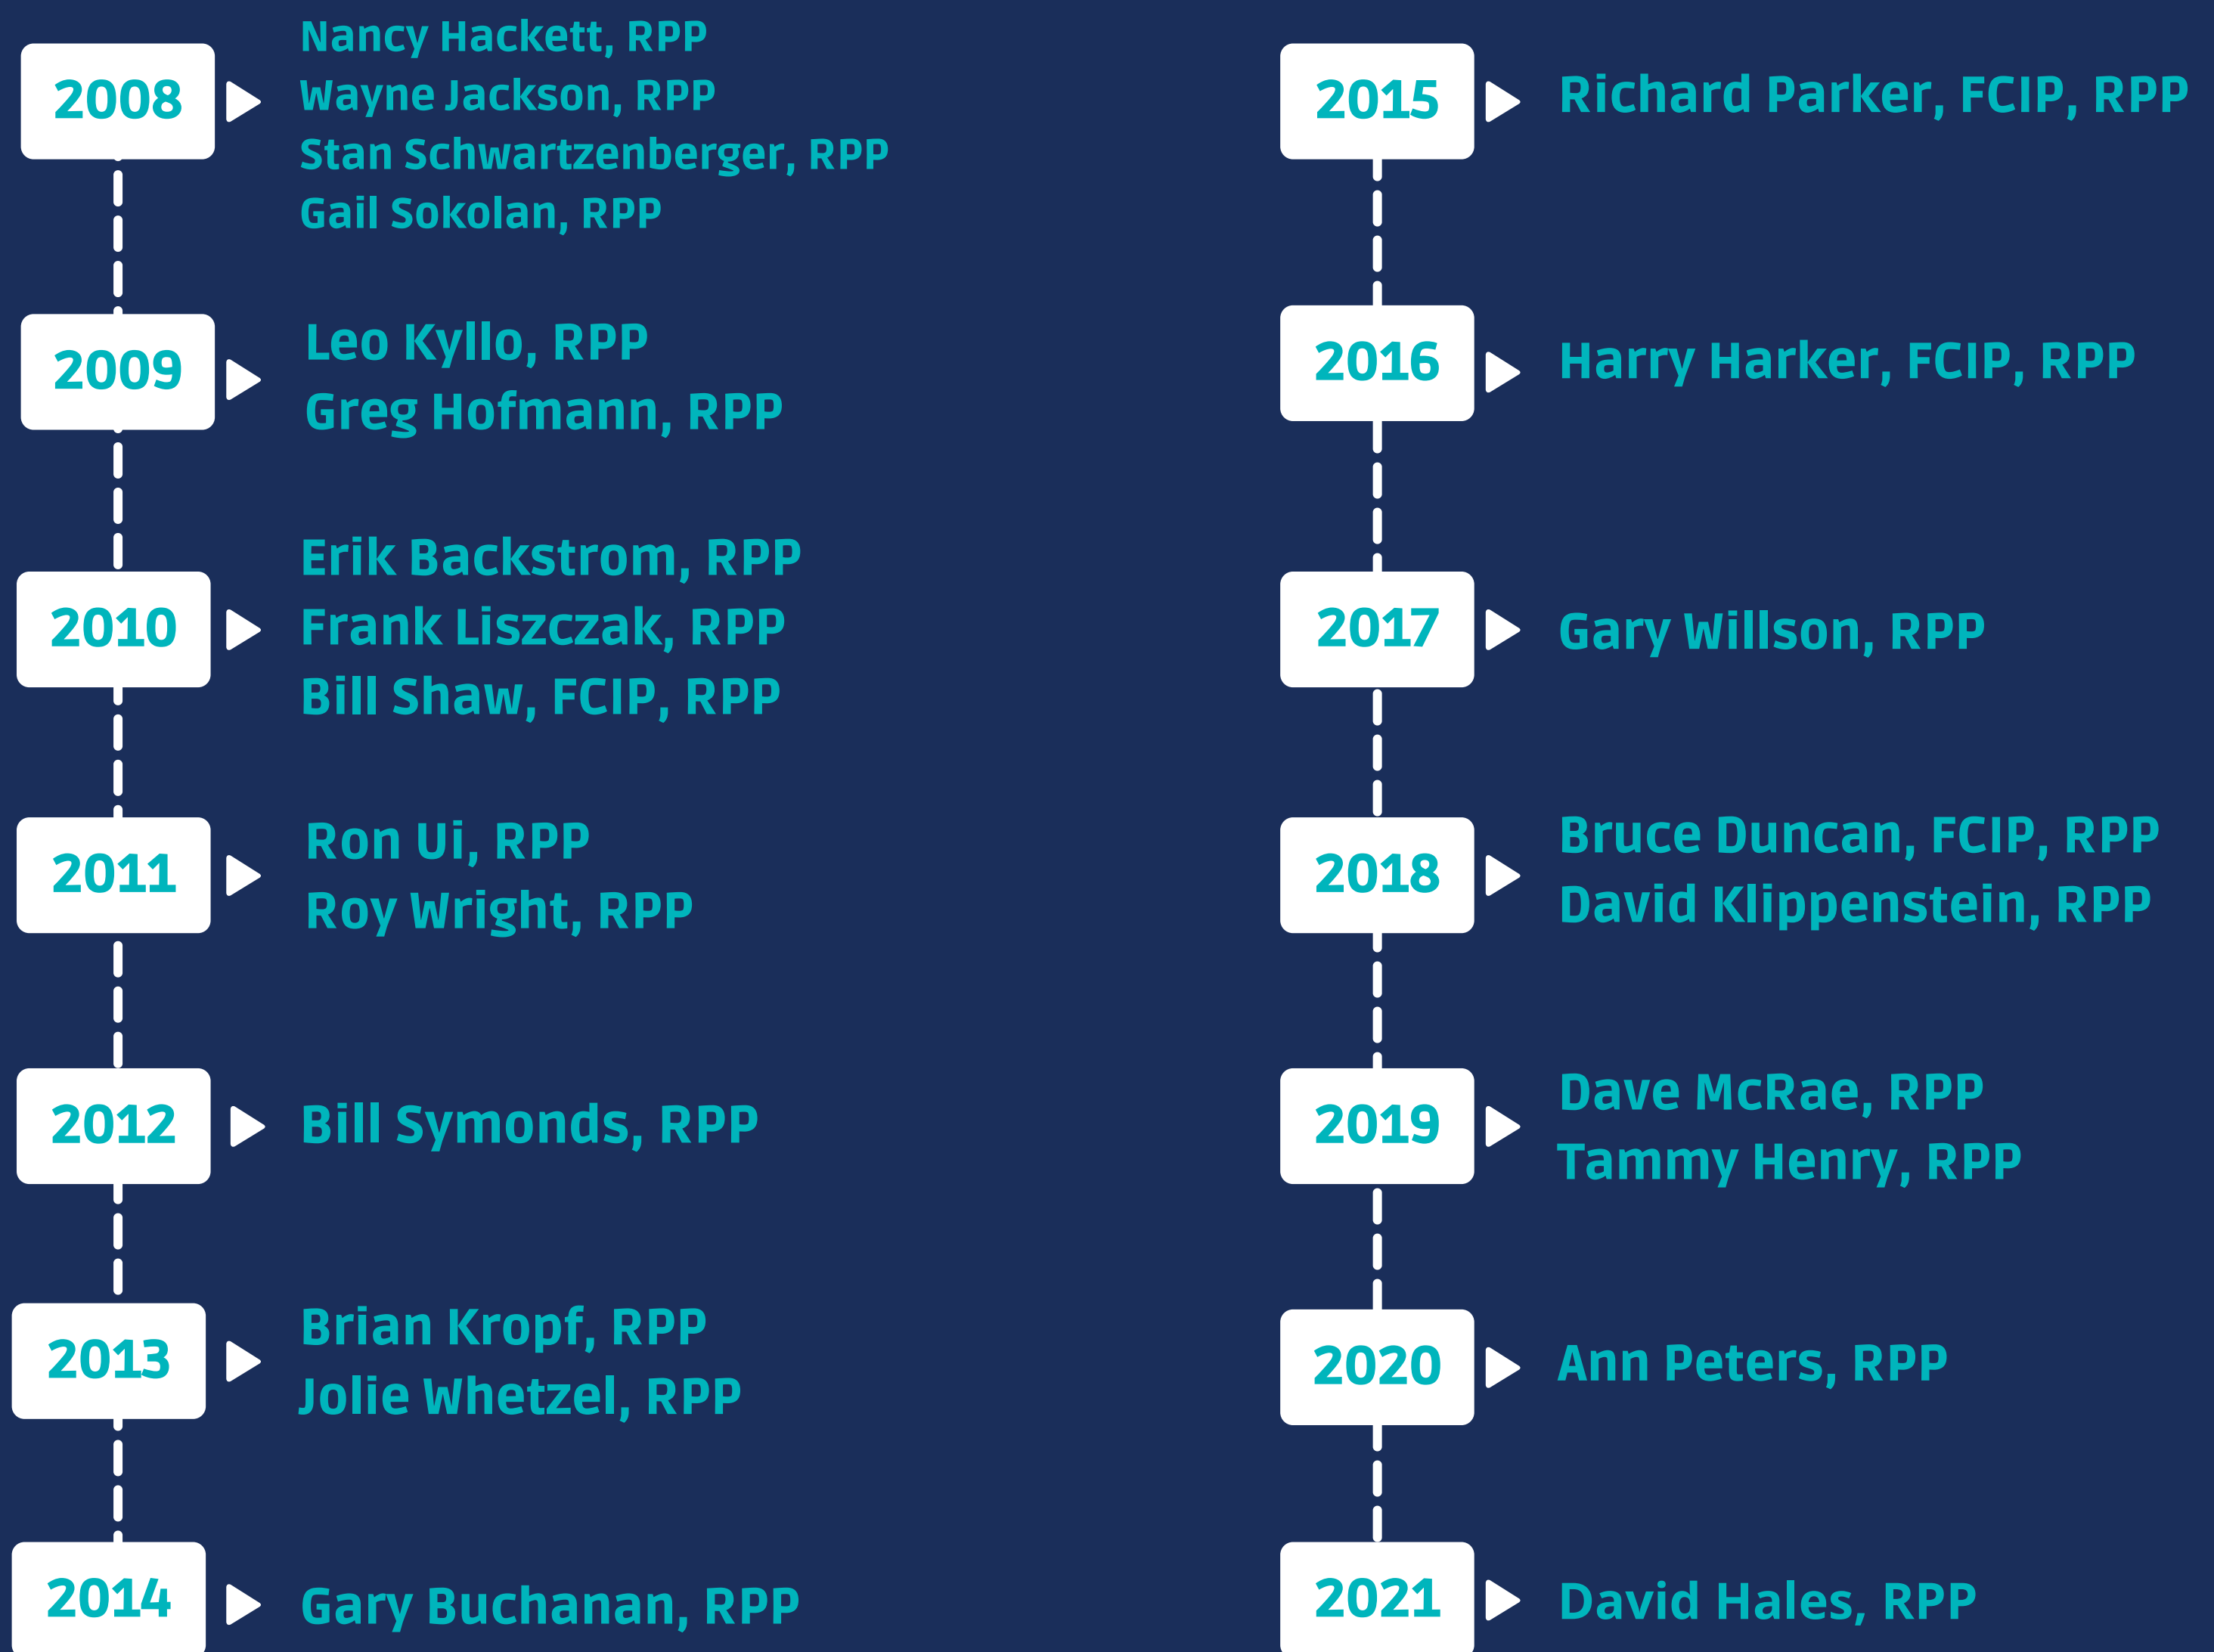 2008
Nancy Hackett, RPP
Wayne Jackson, RPP
Stan Schwartzenberger, RPP
Gail Sokolan, RPP
2009
Leo Kyllo, RPP
Greg Hofmann, RPP
2010
Erik Backstrom, RPP
Frank Liszczak, RPP
Bill Shaw, FCIP, RPP
2011
Ron Ui, RPP
Roy Wright, RPP
2012
Bill Symonds, RPP
2013
Brian Kropf, RPP
Jolie Whetzel, RPP
2014
Gary Buchanan, RPP
2015
Richard Parker, FCIP, RPP
2016
Harry Harker, FCIP, RPP
2017
Gary Willson, RPP
2018
Bruce Duncan, FCIP, RPP
David Klippenstein, RPP
2019
Dave McRae, RPP
Tammy Henry, RPP
2020
Ann Peters, RPP
2021
David Hales, RPP